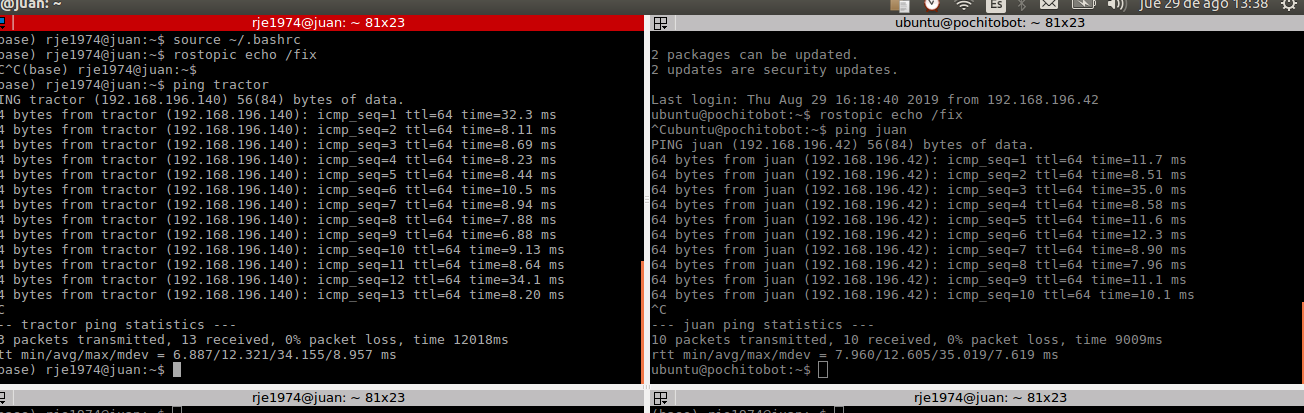 @juan: ~
Es
jue 29 de ago 13:38
rje1974@juan: ~ 81x23
base) rje1974@juan:~$ source ~/.bashrc
base) rje1974@juan:~$ rostopic echo /fix
C^C(base) rje1974@juan:~$
base) rje1974@juan:~$ ping tractor
ING tractor (192.168.196.140) 56(84) bytes of data.
4 bytes from tractor (192.168.196.140): icmp_seq=1 ttl=64 time=32.3 ms
4 bytes from tractor (192.168.196.140): icmp_seq=2 ttl=64 time=8.11 ms
4 bytes from tractor (192.168.196.140): icmp_seq=3 ttl=64 time=8.69 ms
4 bytes from tractor (192.168.196.140): icmp_seq=4 ttl=64 time=8.23 ms
4 bytes from tractor (192.168.196.140): icmp_seq=5 ttl=64 time=8.44 ms
4 bytes from tractor (192.168.196.140): icmp_seq=6 ttl=64 time=10.5 ms
4 bytes from tractor (192.168.196.140): icmp_seq=7 ttl=64 time=8.94 ms
4 bytes from tractor (192.168.196.140): icmp_seq=8 ttl=64 time=7.88 ms
4 bytes from tractor (192.168.196.140): icmp_seq=9 ttl=64 time=6.88 ms
4 bytes from tractor (192.168.196.140): icmp_seq=10 ttl=64 time=9.13 ms
4 bytes from tractor (192.168.196.140): icmp_seq=11 ttl=64 time=8.64 ms
4 bytes from tractor (192.168.196.140): icmp_seq=12 ttl=64 time=34.1 ms
4 bytes from tractor (192.168.196.140): icmp_seq=13 ttl=64 time=8.20 ms
C
-- tractor ping statistics ---
3 packets transmitted, 13 received, 0% packet loss, time 12018ms
tt min/avg/max/mdev = 6.887/12.321/34.155/8.957 ms
base) rje1974@juan:~$
ubuntu@pochitobot: ~ 81x23
2 packages can be updated.
2 updates are security updates.
Last login: Thu Aug 29 16:18:40 2019 from 192.168.196.42
ubuntu@pochitobot:~$ rostopic echo /fix
^Cubuntu@pochitobot:~$ ping juan
PING juan (192.168.196.42) 56(84) bytes of data.
64 bytes from juan (192.168.196.42): icmp_seq=1 ttl=64 time=11.7 ms
64 bytes from juan (192.168.196.42): icmp_seq=2 ttl=64 time=8.51 ms
64 bytes from juan (192.168.196.42): icmp_seq=3 ttl=64 time=35.0 ms
64 bytes from juan (192.168.196.42): icmp_seq=4 ttl=64 time=8.58 ms
64 bytes from juan (192.168.196.42): icmp_seq=5 ttl=64 time=11.6 ms
64 bytes from juan (192.168.196.42): icmp_seq=6 ttl=64 time=12.3 ms
64 bytes from juan (192.168.196.42): icmp_seq=7 ttl=64 time=8.90 ms
64 bytes from juan (192.168.196.42): icmp_seq=8 ttl=64 time=7.96 ms
64 bytes from juan (192.168.196.42): icmp_seq=9 ttl=64 time=11.1 ms
64 bytes from juan (192.168.196.42): icmp_seq=10 ttl=64 time=10.1 ms
^C
--- juan ping statistics ---
10 packets transmitted, 10 received, 0% packet loss, time 9009ms
rtt min/avg/max/mdev = 7.960/12.605/35.019/7.619 ms
ubuntu@pochitobot:~$
rje1974@juan: ~ 81x23
base) rje1974@juan:~$
rje1974@juan: ~ 81x23
(base) rje1974@juan:~$